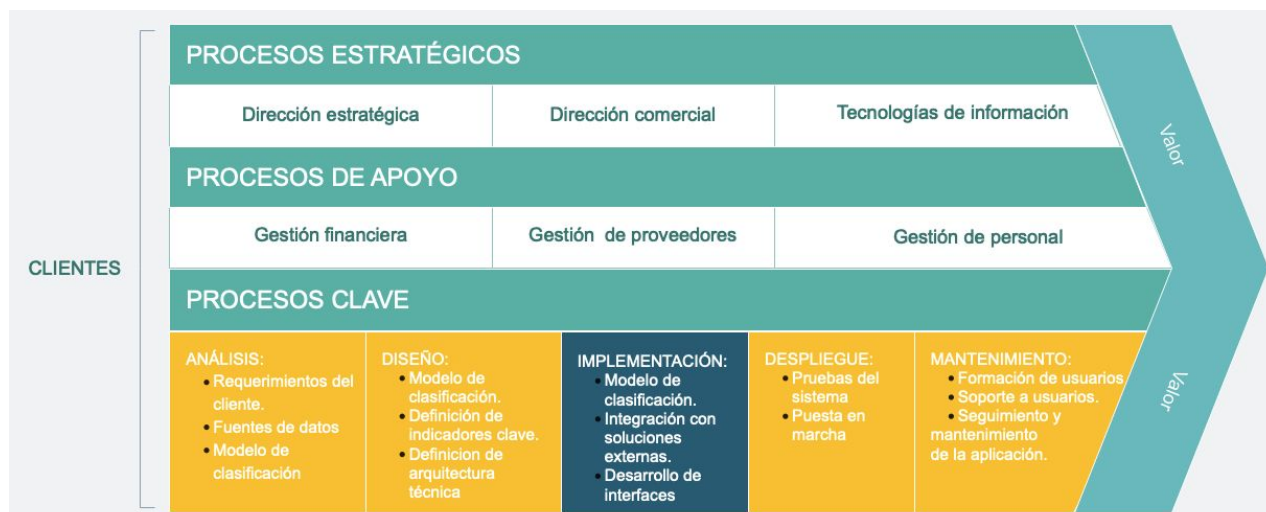 PROCESOS ESTRATÉGICOS
Dirección estratégica
Dirección comercial
Tecnologías de información
Valor
PROCESOS DE APOYO
Gestión financiera
Gestión de proveedores
Gestión de personal
CLIENTES
PROCESOS CLAVE
ANÁLISIS:
• Requerimientos del
cliente.
• Fuentes de datos
• Modelo de
clasificación
DISEÑO:
• Modelo de
clasificación.
• Definición de
indicadores clave.
• Definicion de
arquitectura
técnica
IMPLEMENTACIÓN:
• Modelo de
clasificación.
• Integración con
soluciones
externas.
• Desarrollo de
interfaces
DESPLIEGUE:
• Pruebas del
sistema
• Puesta en
marcha
MANTENIMIENTO:
• Formación de usuarios
• Soporte a usuarios.
• Seguimiento y
mantenimiento
de la aplicación.
Valor